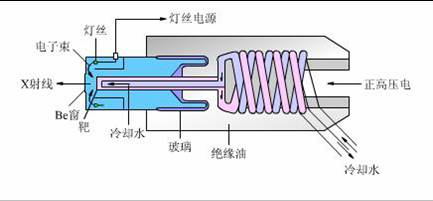 灯丝电源
灯丝
电子束
X射线
Be窗
靶
冷却水
玻璃
绝缘油
正高压电
冷却水